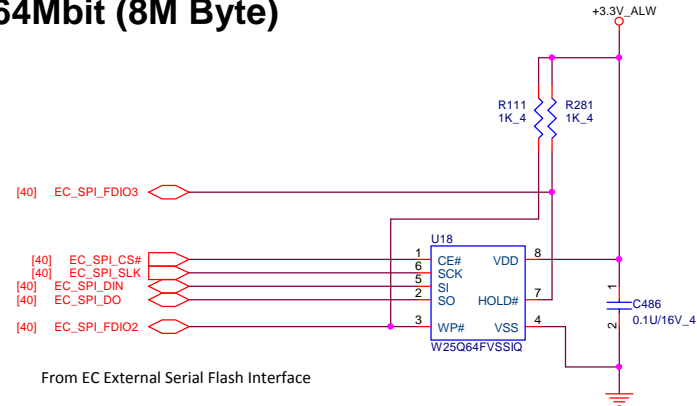 64Mbit (8M Byte)
+3.3V_ALW
R111
1K_4
R281
1K_4
[40] EC_SPI_FDIO3
U18
[40] EC_SPI_CS# 1 CE# VDD 8
[40] EC_SPI_SLK 6 SCK
[40] EC_SPI_DIN 5 SI
[40] EC_SPI_DO 2 SO HOLD# 7
[40] EC_SPI_FDIO2 3 WP# VSS 4
W25Q64FVSSIQ
1
C486
0.1U/16V_4
2
From EC External Serial Flash Interface